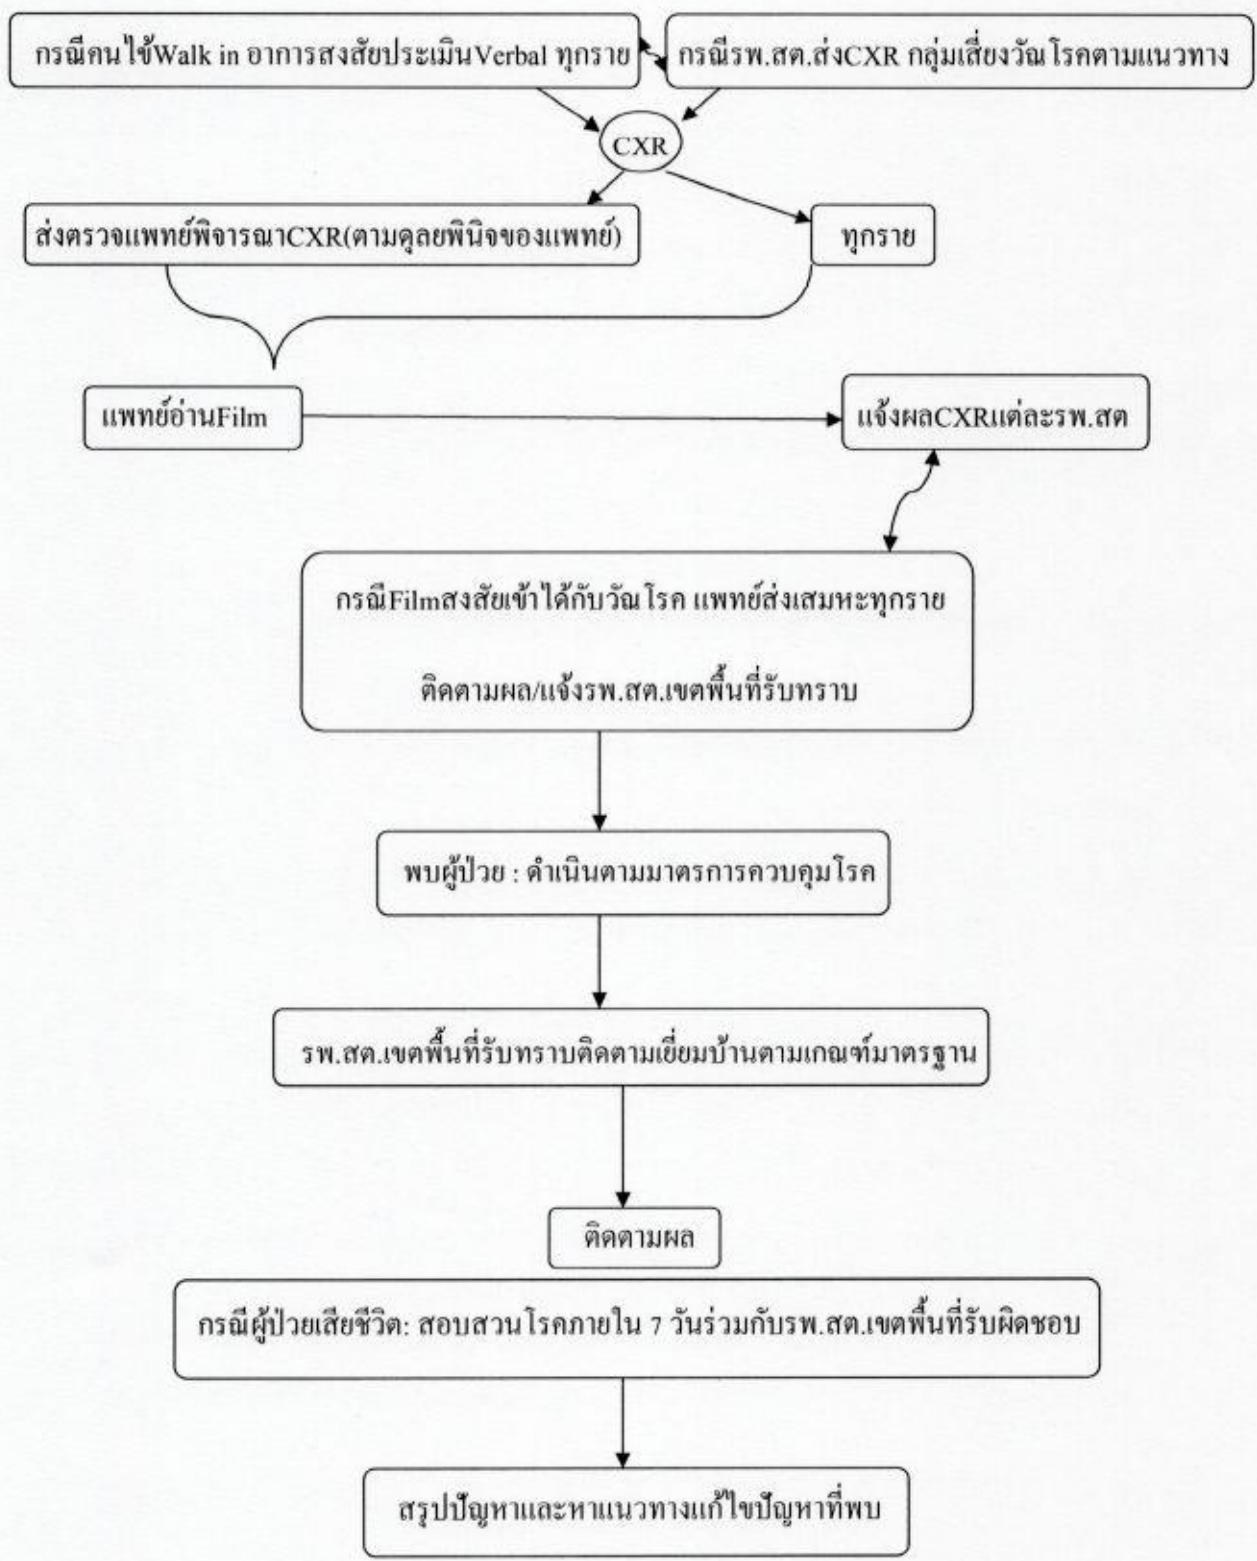 กรณีคนไข้Walk in อาการสงสัยประเมินVerbal ทุกราย
กรณีรพ.สต.ส่งCXR กลุ่มเสี่ยงวัณโรคตามแนวทาง
CXR
ส่งตรวจแพทย์พิจารณาCXR(ตามดุลยพินิจของแพทย์)
ทุกราย
แพทย์อ่านFilm
แจ้งผลCXRแต่ละรพ.สต
กรณีFilmสงสัยเข้าได้กับวัณโรค แพทย์ส่งเสมหะทุกราย
ติดตามผล/แจ้งรพ.สต.เขตพื้นที่รับทราบ
พบผู้ป่วย : ดำเนินตามมาตรการควบคุมโรค
รพ.สต.เขตพื้นที่รับทราบติดตามเยี่ยมบ้านตามเกณฑ์มาตรฐาน
ติดตามผล
กรณีผู้ป่วยเสียชีวิต: สอบสวนโรคภายใน 7 วันร่วมกับรพ.สต.เขตพื้นที่รับผิดชอบ
สรุปปัญหาและหาแนวทางแก้ไขปัญหาที่พบ